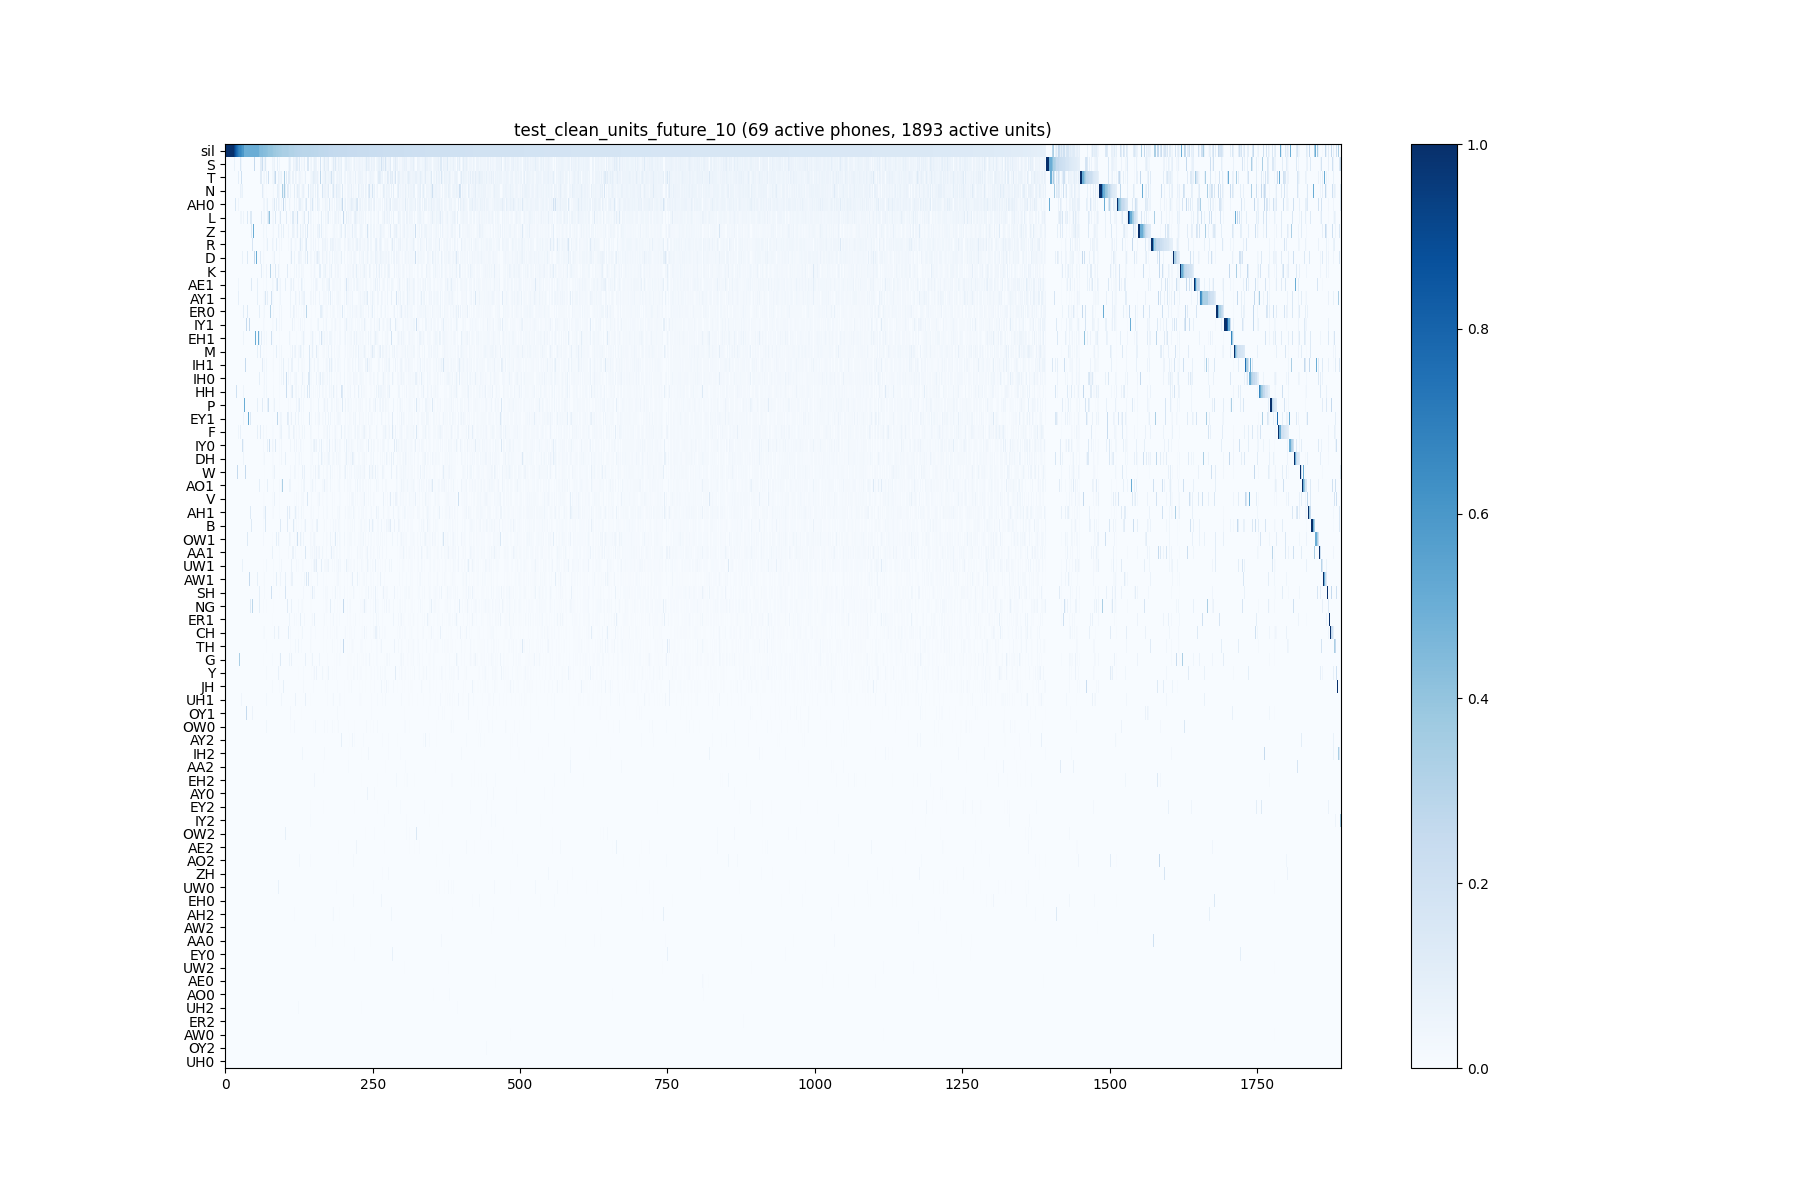 test_clean_units_future_10 (69 active phones, 1893 active units)
sil
S
T
N
AH0
L
Z
R
D
K
AE1
AY1
ER0
IY1
EH1
M
IH1
IH0
HH
P
EY1
F
IY0
DH
W
AO1
V
AH1
B
OW1
AA1
UW1
AW1
SH
NG
ER1
CH
TH
G
Y
JH
UH1
OY1
OW0
AY2
IH2
AA2
EH2
AY0
EY2
IY2
OW2
AE2
AO2
ZH
UW0
EH0
AH2
AW2
AA0
EY0
UW2
AE0
AO0
UH2
ER2
AW0
OY2
UH0
0 250 500 750 1000 1250 1500 1750
1.0
0.8
0.6
0.4
0.2
0.0